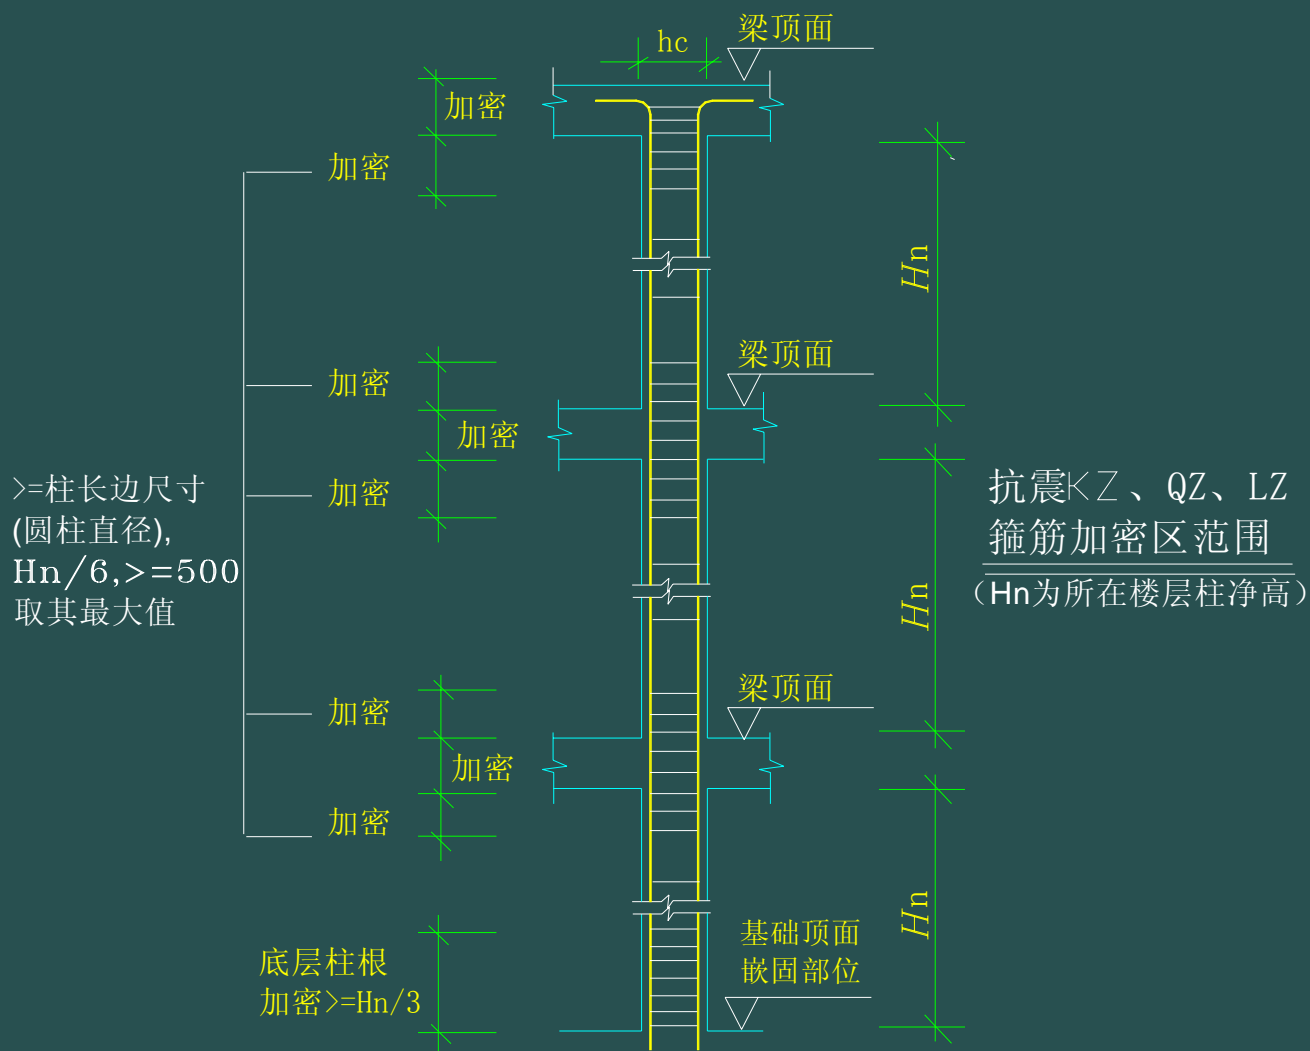 hc
梁顶面
加密
加密
Hn
梁顶面
加密
加密
加密
>=柱长边尺寸
(圆柱直径),
Hn/6,>=500
取其最大值
抗震KZ、QZ、LZ
箍筋加密区范围
（Hn为所在楼层柱净高）
Hn
梁顶面
加密
加密
加密
Hn
底层柱根
加密>=Hn/3
基础顶面
嵌固部位